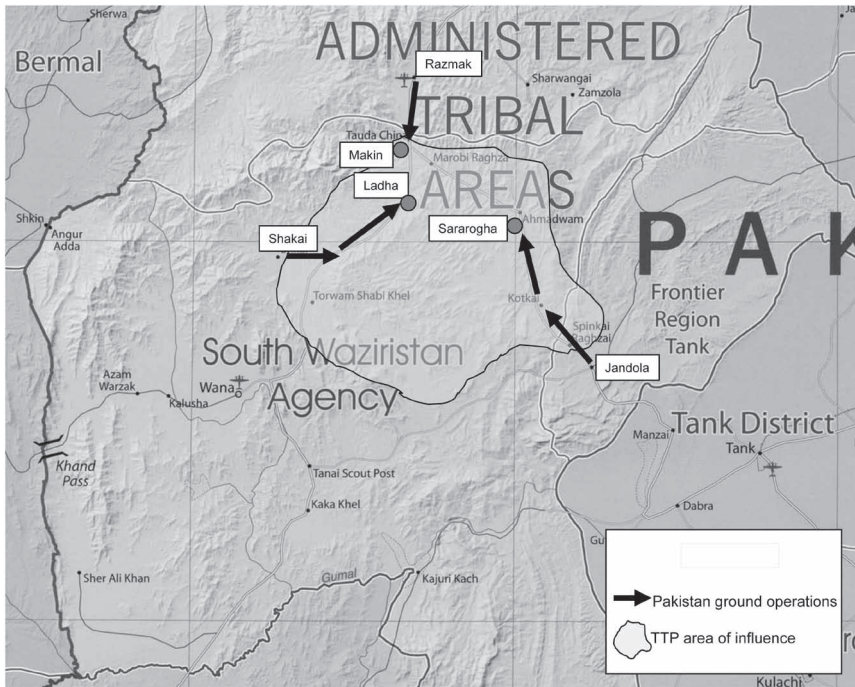 ADMINISTERED
Sherwa
Bermal
Razmak
Sharwangai
Zamzola
TRIBAL
Tauda Chin
Makin
Marobi Raghza
AREAS
Ladha
Shkin
Angur
Adda
Sararogha
Ahmadwam
Shakai
PAK
Torwam Shabi Khel
Kotkai
Frontier
Region
Tank
Spinkai
Raghzai
South Waziristan
Agency
Jandola
Azam
Warzak
Wana
Kalusha
Tank District
Manzai
Tank
Khand
Pass
Tanai Scout Post
Kaka Khel
Dabra
Sher Ali Khan
Gumal
Kajuri Kach
Pakistan ground operations
TTP area of influence
Kulachi